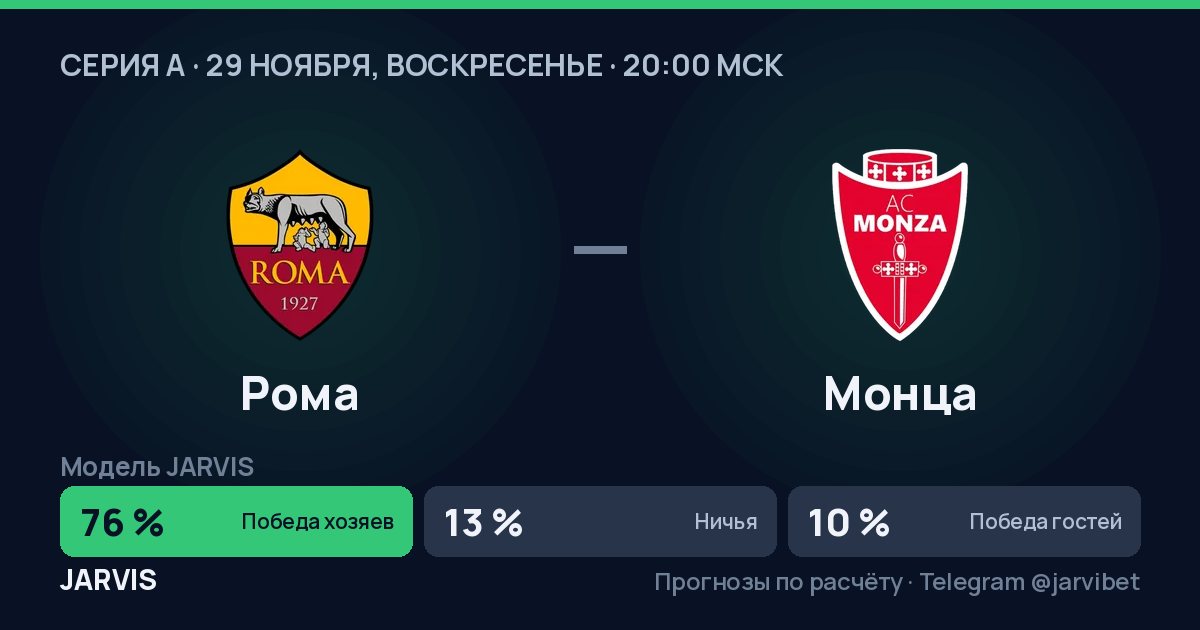 СЕРИЯ А · 29 НОЯБРЯ, ВОСКРЕСЕНЬЕ · 20:00 МСК
ROMA
1927
AC
MONZA
Рома
Монца
Модель JARVIS
76 % Победа хозяев
13 % Ничья
10 % Победа гостей
JARVIS
Прогнозы по расчёту · Telegram @jarvibet